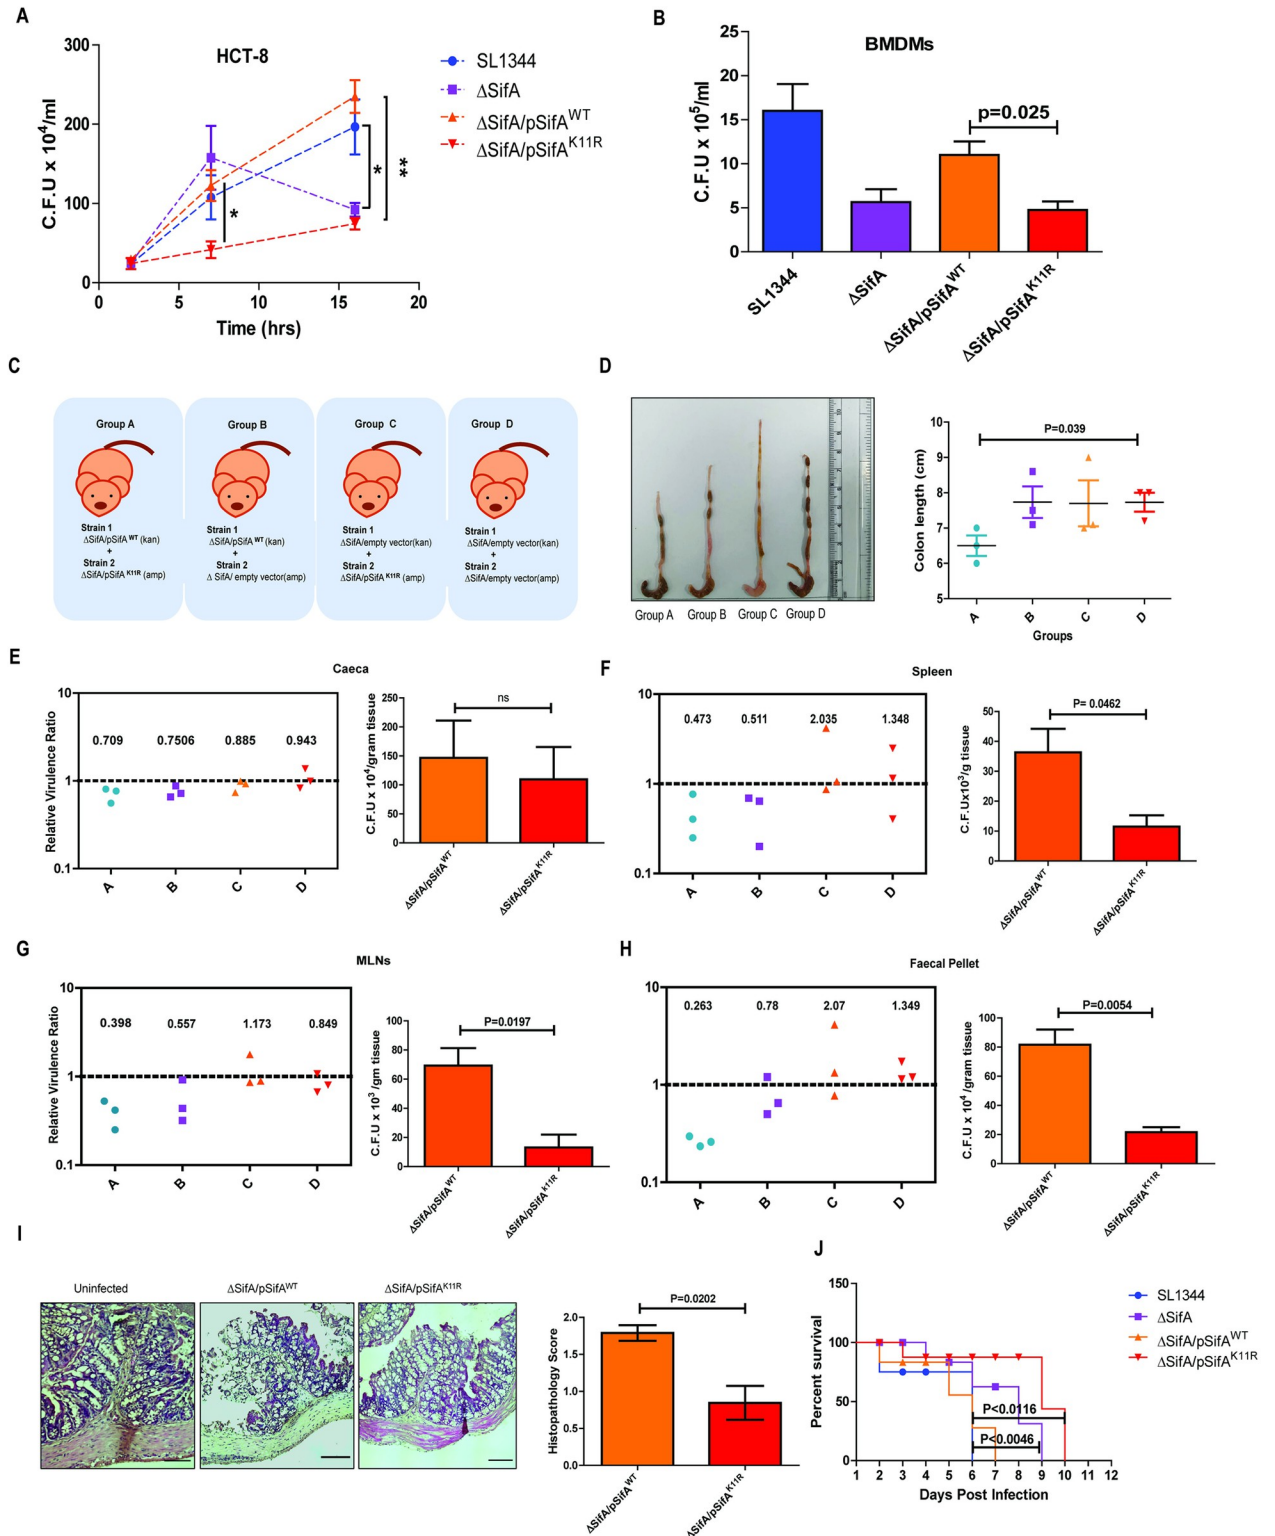 A
HCT-8
C.F.U x 10⁴/ml
300
200
100
0
0 5 10 15 20
Time (hrs)
SL1344
ΔSifA
ΔSifA/pSifA^WT
ΔSifA/pSifA^K11R
*
*
**
B
BMDMs
C.F.U x 10⁵/ml
25
20
15
10
5
0
p=0.025
SL1344
ΔSifA
ΔSifA/pSifA^WT
ΔSifA/pSifA^K11R
C
Group A
Strain 1
ΔSifA/pSifA^WT (kan)
+
Strain 2
ΔSifA/pSifA^K11R (amp)
Group B
Strain 1
ΔSifA/pSifA^WT (kan)
+
Strain 2
Δ SifA/ empty vector(amp)
Group C
Strain 1
ΔSifA/empty vector(kan)
+
Strain 2
ΔSifA/pSifA^K11R (amp)
Group D
Strain 1
ΔSifA/empty vector(kan)
+
Strain 2
ΔSifA/empty vector(amp)
D
Group A Group B Group C Group D
Colon length (cm)
10
9
8
7
6
5
P=0.039
A B C D
Groups
E
Caeca
Relative Virulence Ratio
10
1
0.1
0.709 0.7506 0.885 0.943
A B C D
C.F.U x 10⁴/gram tissue
250
200
150
100
50
0
ns
ΔSifA/pSifA^WT
ΔSifA/pSifA^K11R
F
Spleen
10
1
0.1
0.473 0.511 2.035 1.348
A B C D
C.F.Ux10³/g tissue
50
40
30
20
10
0
P= 0.0462
ΔSifA/pSifA^WT
ΔSifA/pSifA^K11R
G
MLNs
Relative Virulence Ratio
10
1
0.1
0.398 0.557 1.173 0.849
A B C D
C.F.U x 10³ /gm tissue
100
80
60
40
20
0
P=0.0197
ΔSifA/pSifA^WT
ΔSifA/pSifA^K11R
H
Faecal Pellet
10
1
0.1
0.263 0.78 2.07 1.349
A B C D
C.F.U x 10⁴ /gram tissue
100
80
60
40
20
0
P=0.0054
ΔSifA/pSifA^WT
ΔSifA/pSifA^K11R
I
Uninfected
ΔSifA/pSifA^WT
ΔSifA/pSifA^K11R
Histopathology Score
2.0
1.5
1.0
0.5
0.0
P=0.0202
ΔSifA/pSifA^WT
ΔSifA/pSifA^K11R
J
Percent survival
150
100
50
0
P<0.0116
P<0.0046
1 2 3 4 5 6 7 8 9 10 11 12
Days Post Infection
SL1344
ΔSifA
ΔSifA/pSifA^WT
ΔSifA/pSifA^K11R